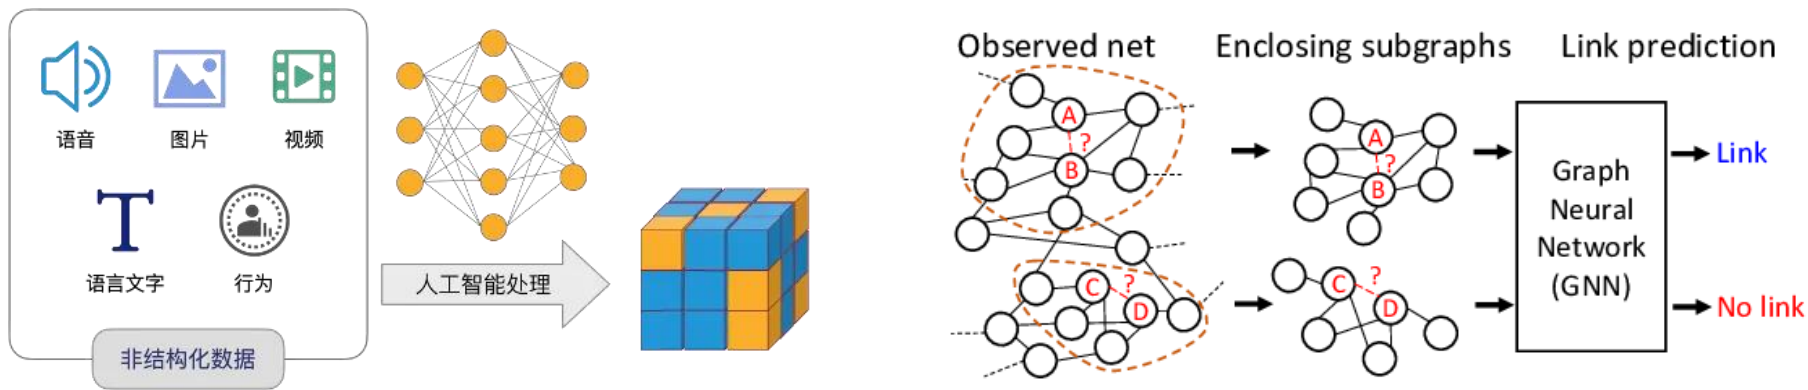 语音 图片 视频
T
语言文字 行为
非结构化数据
人工智能处理
Observed net Enclosing subgraphs Link prediction
A
?
B
C ?
D
A
?
B
C ?
D
Graph
Neural
Network
(GNN)
Link
No link